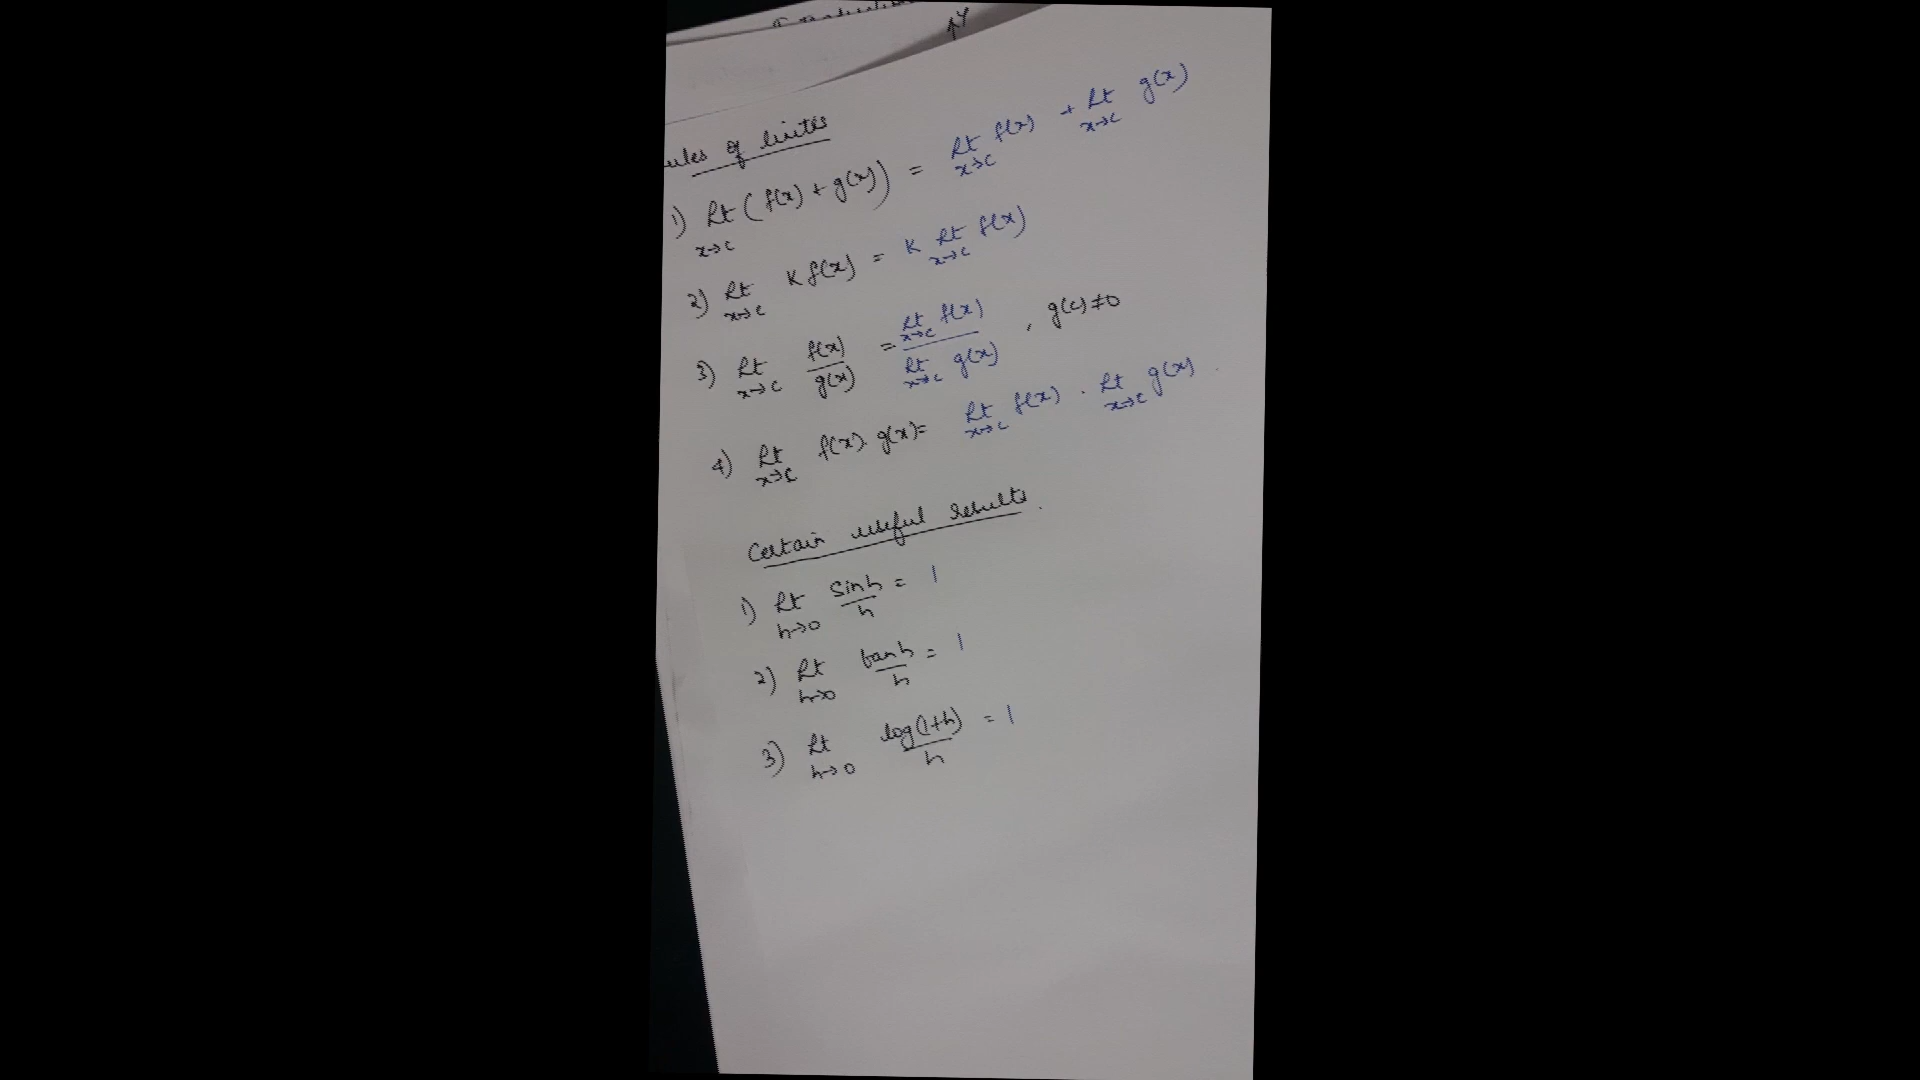 ules of limits
1) Lt x→c (f(x) + g(x)) = Lt x→c f(x) + Lt x→c g(x)
2) Lt x→c K f(x) = K Lt x→c f(x)
3) Lt x→c f(x)/g(x) = Lt x→c f(x) / Lt x→c g(x) , g(c) ≠ 0
4) Lt x→c f(x). g(x) = Lt x→c f(x) . Lt x→c g(x) .
Certain useful results.
1) Lt h→0 sinh/h = 1
2) Lt h→0 tanh/h = 1
3) Lt h→0 log(1+h)/h = 1